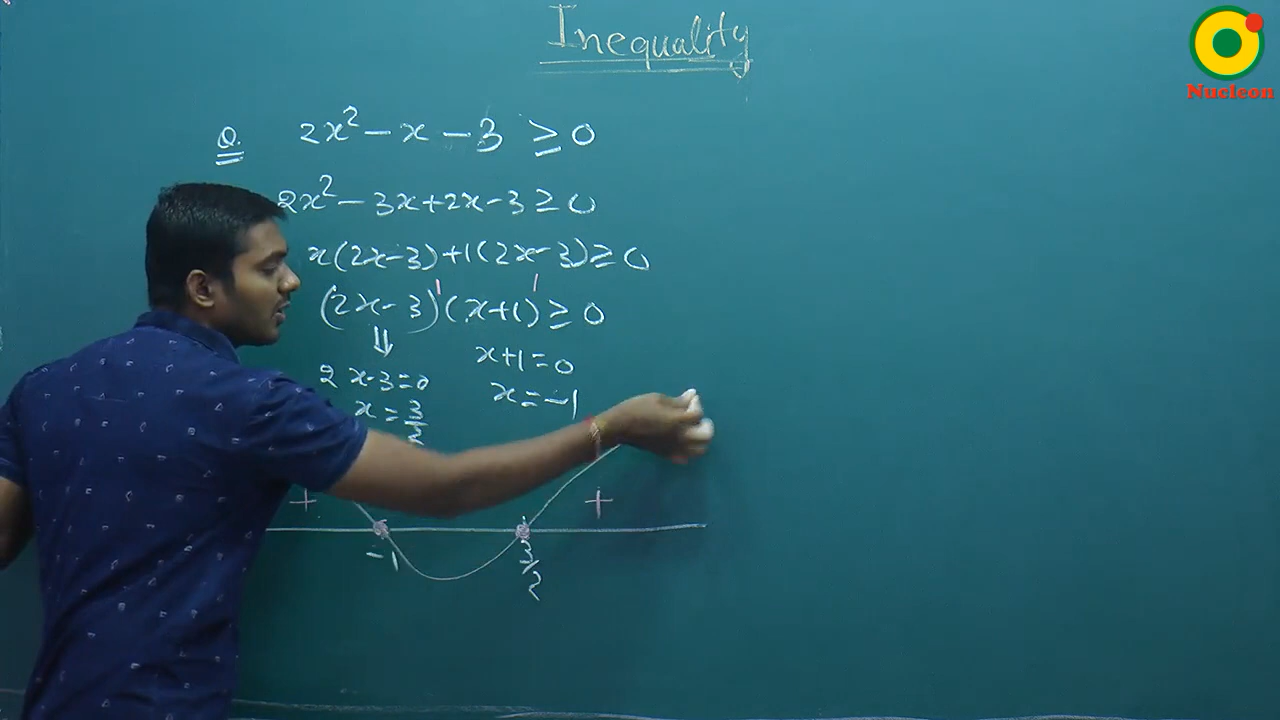 Inequality
Nucleon
Q. 2x² - x - 3 ≥ 0
2x² - 3x + 2x - 3 ≥ 0
x(2x - 3) + 1(2x - 3) ≥ 0
(2x - 3)(x + 1) ≥ 0
⇓
x + 1 = 0
2x - 3 = 0
x = -1
x = 3/2
+ +
-1 3/2